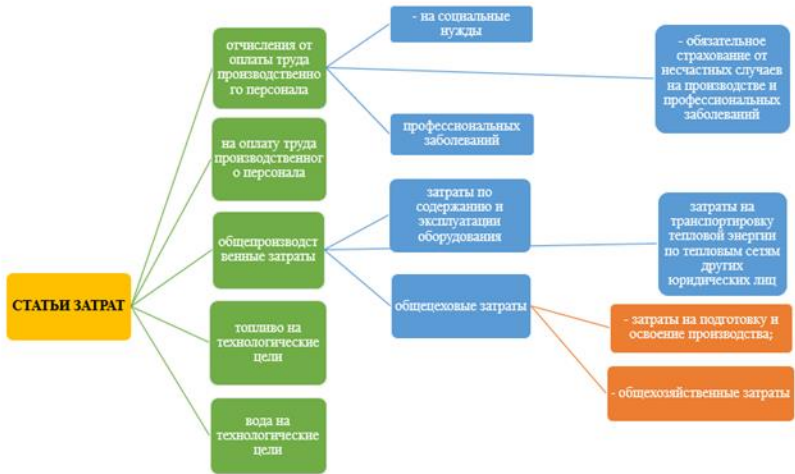 СТАТЬИ ЗАТРАТ
отчисления от
оплаты труда
производственно
го персонала
на оплату труда
производственног
о персонала
общепроизводст
венные затраты
топливо на
технологические
цели
вода на
технологические
цели
- на социальные
нужды
профессиональных
заболеваний
затраты по
содержанию и
эксплуатации
оборудования
общецеховые затраты
- обязательное
страхование от
несчастных случаев
на производстве и
профессиональных
заболеваний
затраты на
транспортировку
тепловой энергии
по тепловым сетям
других
юридических лиц
- затраты на подготовку и
освоение производства;
- общехозяйственные затраты